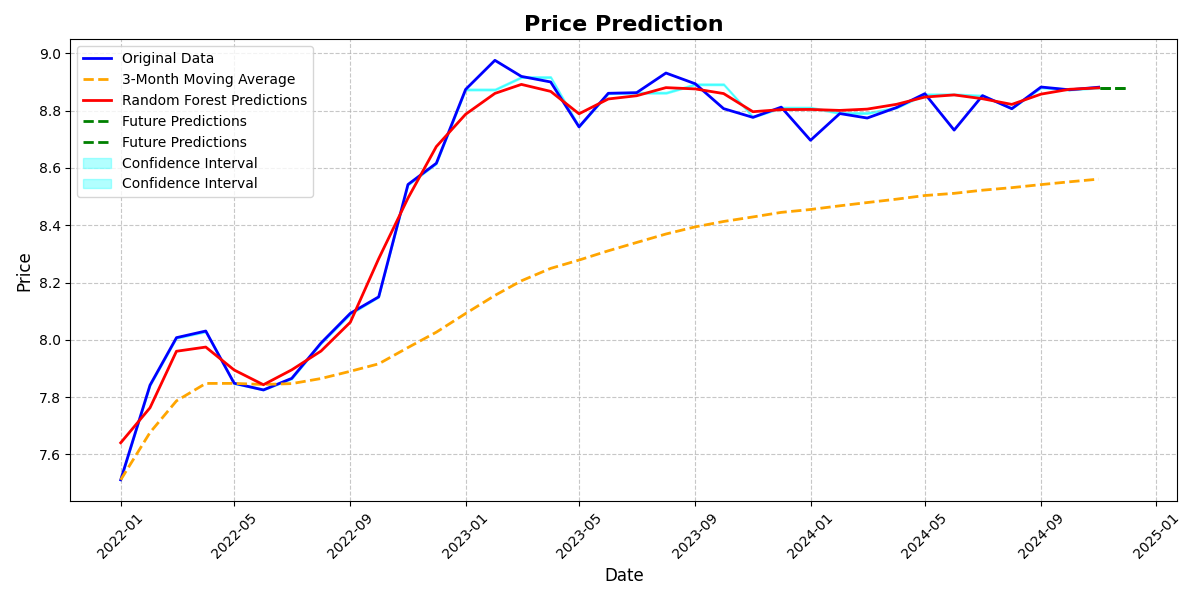 Price Prediction
Original Data
3-Month Moving Average
Random Forest Predictions
Future Predictions
Future Predictions
Confidence Interval
Confidence Interval
9.0
8.8
8.6
8.4
8.2
8.0
7.8
7.6
Price
2022-01
2022-05
2022-09
2023-01
2023-05
2023-09
2024-01
2024-05
2024-09
2025-01
Date